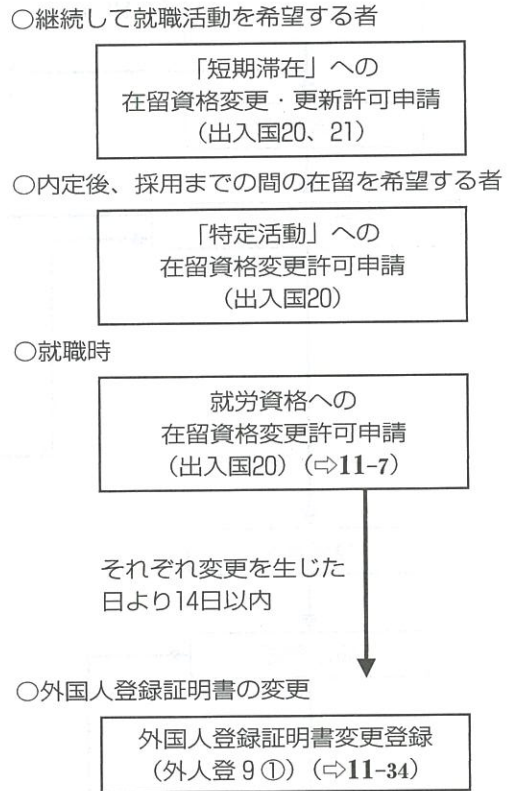 ○継続して就職活動を希望する者
「短期滞在」への
在留資格変更・更新許可申請
（出入国20、21）
○内定後、採用までの間の在留を希望する者
「特定活動」への
在留資格変更許可申請
（出入国20）
○就職時
就労資格への
在留資格変更許可申請
（出入国20）（⇨11-7）
それぞれ変更を生じた
日より14日以内
○外国人登録証明書の変更
外国人登録証明書変更登録
（外人登９①）（⇨11-34）